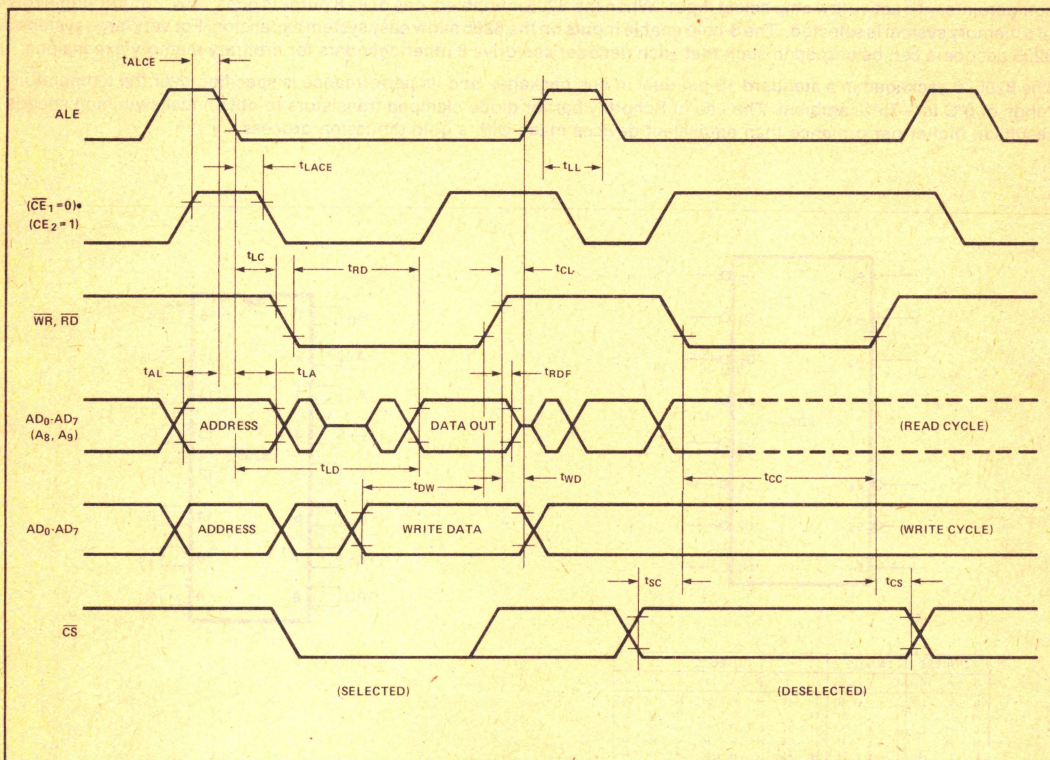 tALCE
ALE
tLACE
tLL
(CE1=0)•
(CE2=1)
tLC
tRD
tCL
WR, RD
tAL
tLA
tRDF
AD0-AD7
(A8, A9)
ADDRESS
DATA OUT
(READ CYCLE)
tLD
tDW
tWD
tCC
AD0-AD7
ADDRESS
WRITE DATA
(WRITE CYCLE)
tSC
tCS
CS
(SELECTED)
(DESELECTED)